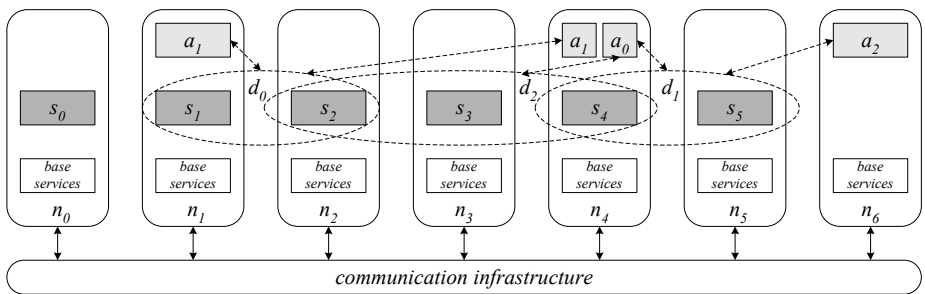 a1 a1 a0 a2
d0 d2 d1
s0 s1 s2 s3 s4 s5
base base base base base base base
services services services services services services services
n0 n1 n2 n3 n4 n5 n6
communication infrastructure